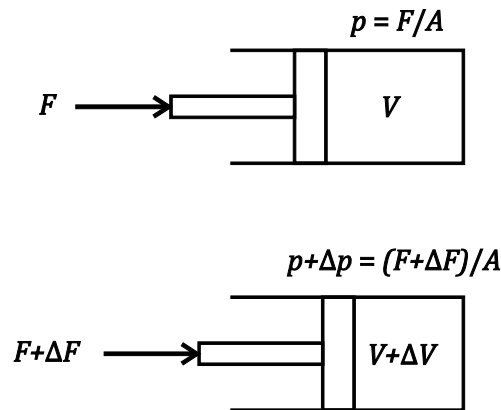 p = F/A
F
V
p+Δp = (F+ΔF)/A
F+ΔF
V+ΔV